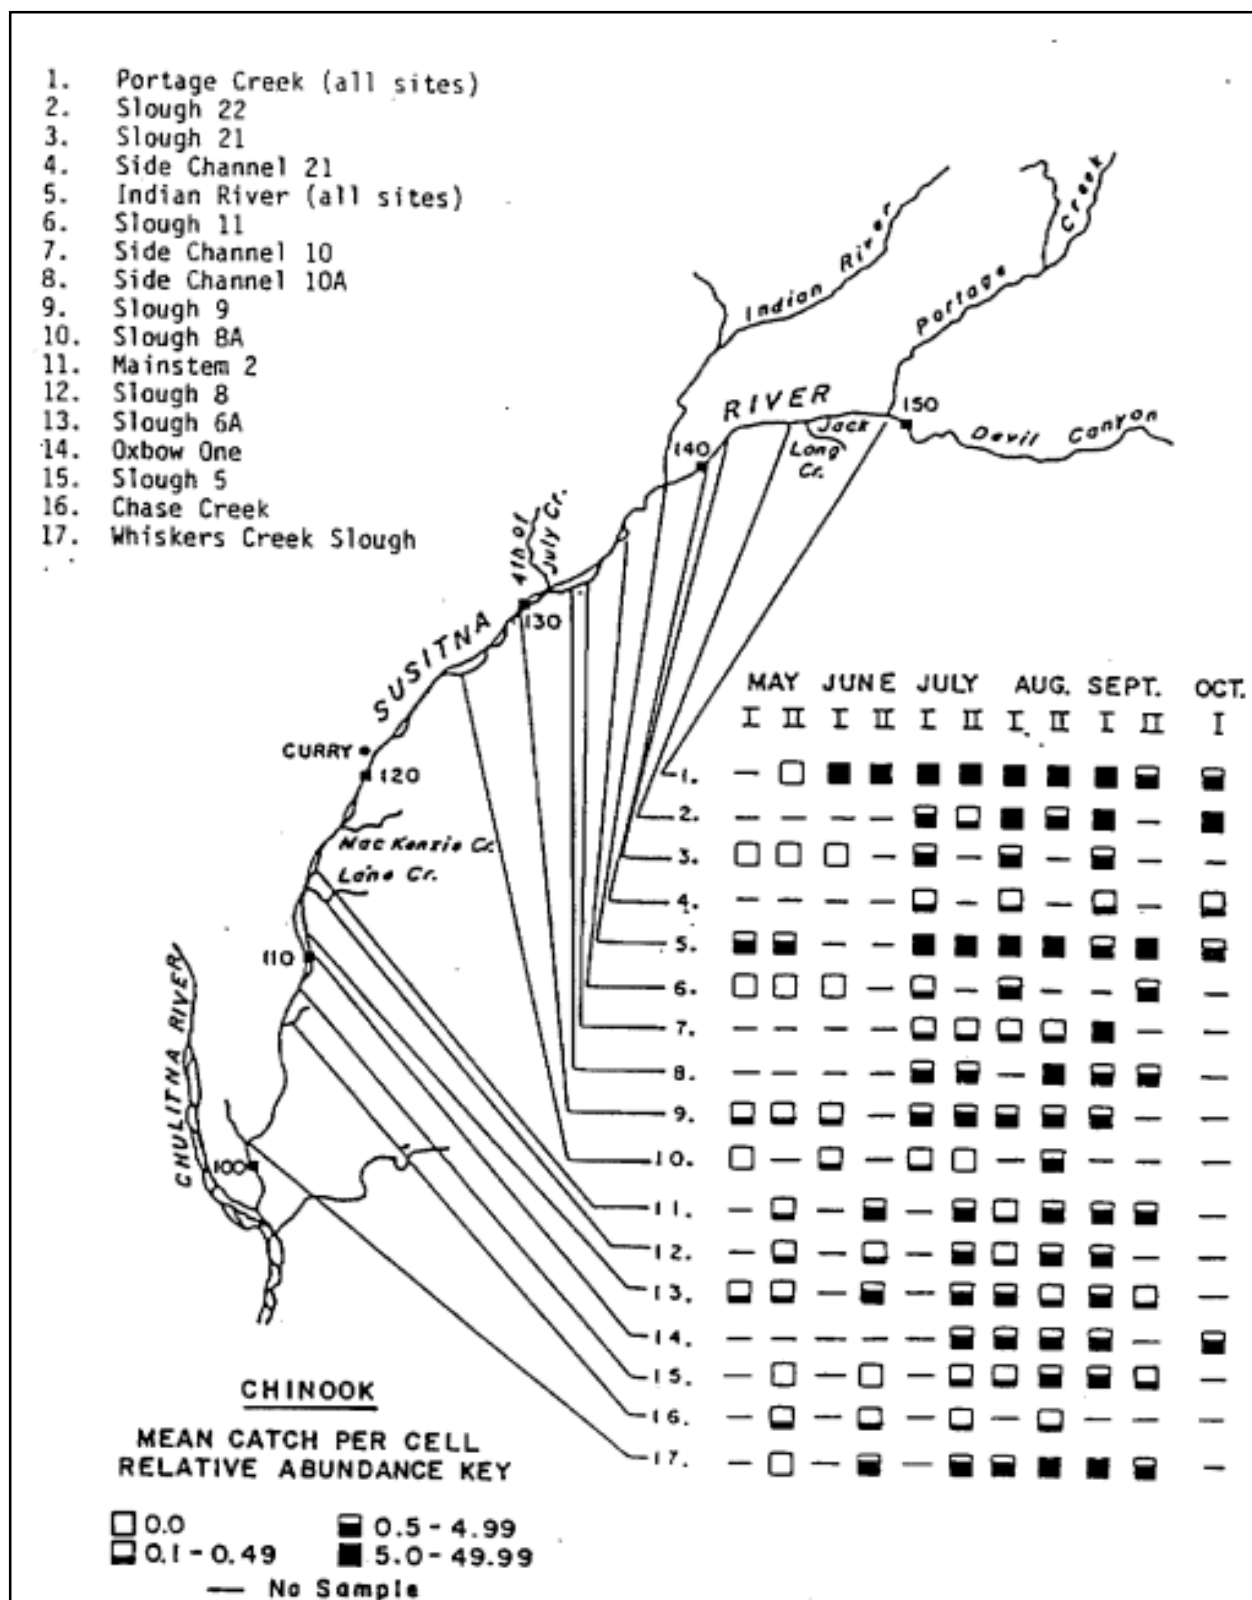 1. Portage Creek (all sites)
2. Slough 22
3. Slough 21
4. Side Channel 21
5. Indian River (all sites)
6. Slough 11
7. Side Channel 10
8. Side Channel 10A
9. Slough 9
10. Slough 8A
11. Mainstem 2
12. Slough 8
13. Slough 6A
14. Oxbow One
15. Slough 5
16. Chase Creek
17. Whiskers Creek Slough
Indian River
Portage Creek
RIVER
Jack
Long
Cr.
150
Devil Canyon
140
4th of
July Cr.
130
SUSITNA
CURRY
120
MacKenzie Cr.
Lane Cr.
110
CHULITNA RIVER
100
MAY JUNE JULY AUG. SEPT. OCT.
I II I II I II I II I II I
1.
2.
3.
4.
5.
6.
7.
8.
9.
10.
11.
12.
13.
14.
15.
16.
17.
CHINOOK
MEAN CATCH PER CELL
RELATIVE ABUNDANCE KEY
0.0 0.5 - 4.99
0.1 - 0.49 5.0 - 49.99
— No Sample